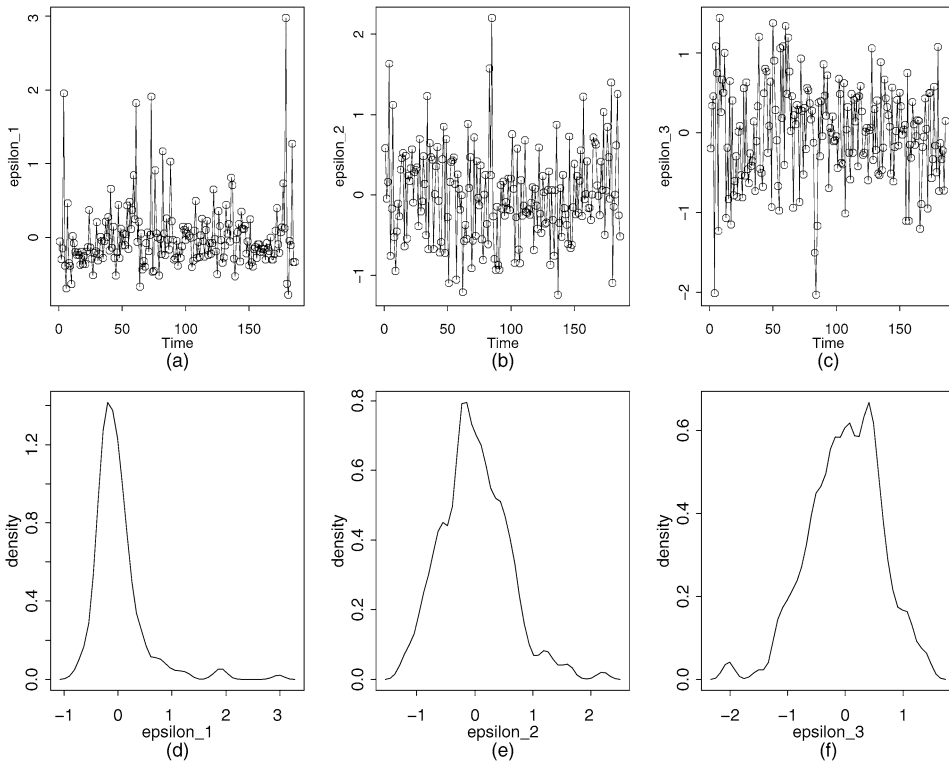 3
2
1
0
epsilon_1
0 50 100 150
Time
(a)
2
1
0
−1
epsilon_2
0 50 100 150
Time
(b)
1
0
−1
−2
epsilon_3
0 50 100 150
Time
(c)
1.2
0.8
0.4
0.0
density
−1 0 1 2 3
epsilon_1
(d)
0.8
0.6
0.4
0.2
0.0
density
−1 0 1 2
epsilon_2
(e)
0.6
0.4
0.2
0.0
density
−2 −1 0 1
epsilon_3
(f)